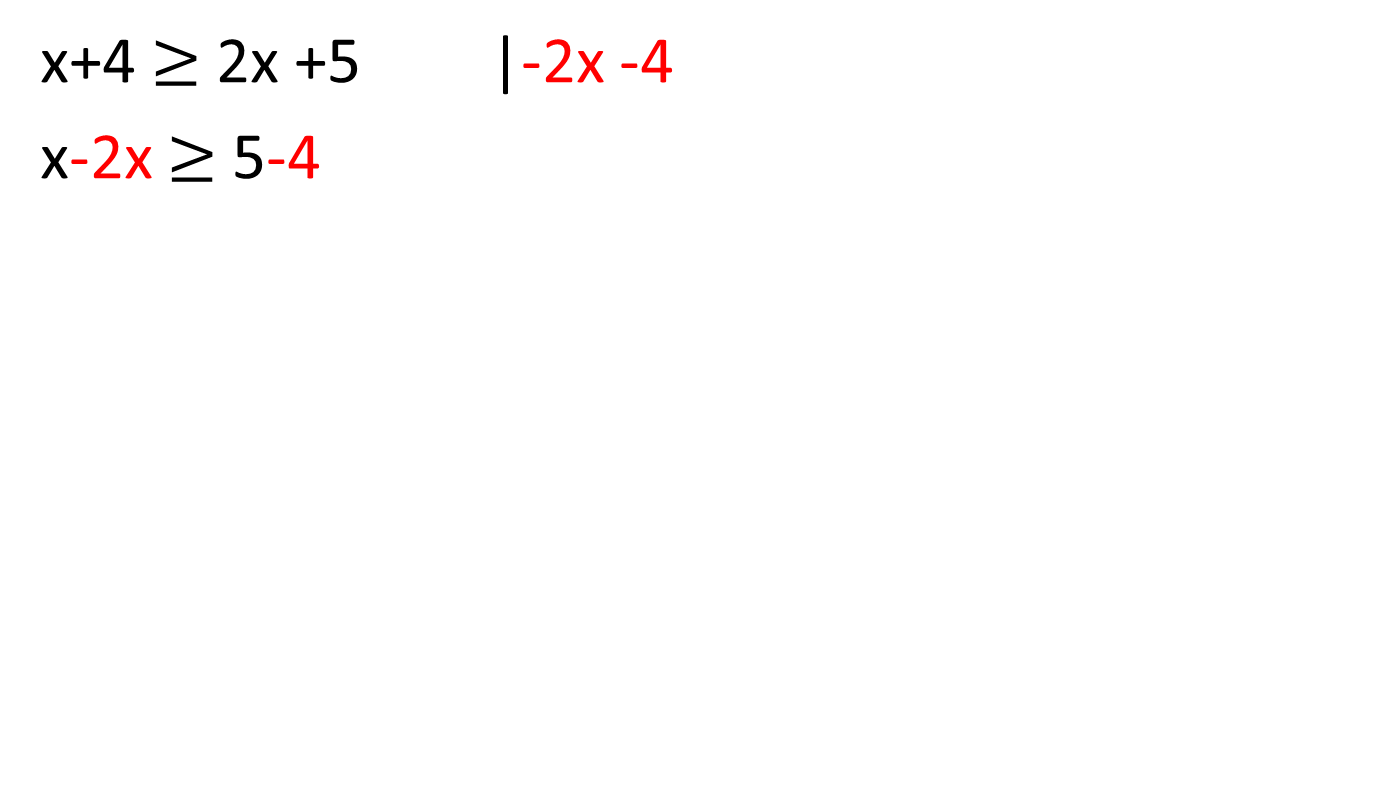 x+4 ≥ 2x +5 |-2x -4
x-2x ≥ 5-4